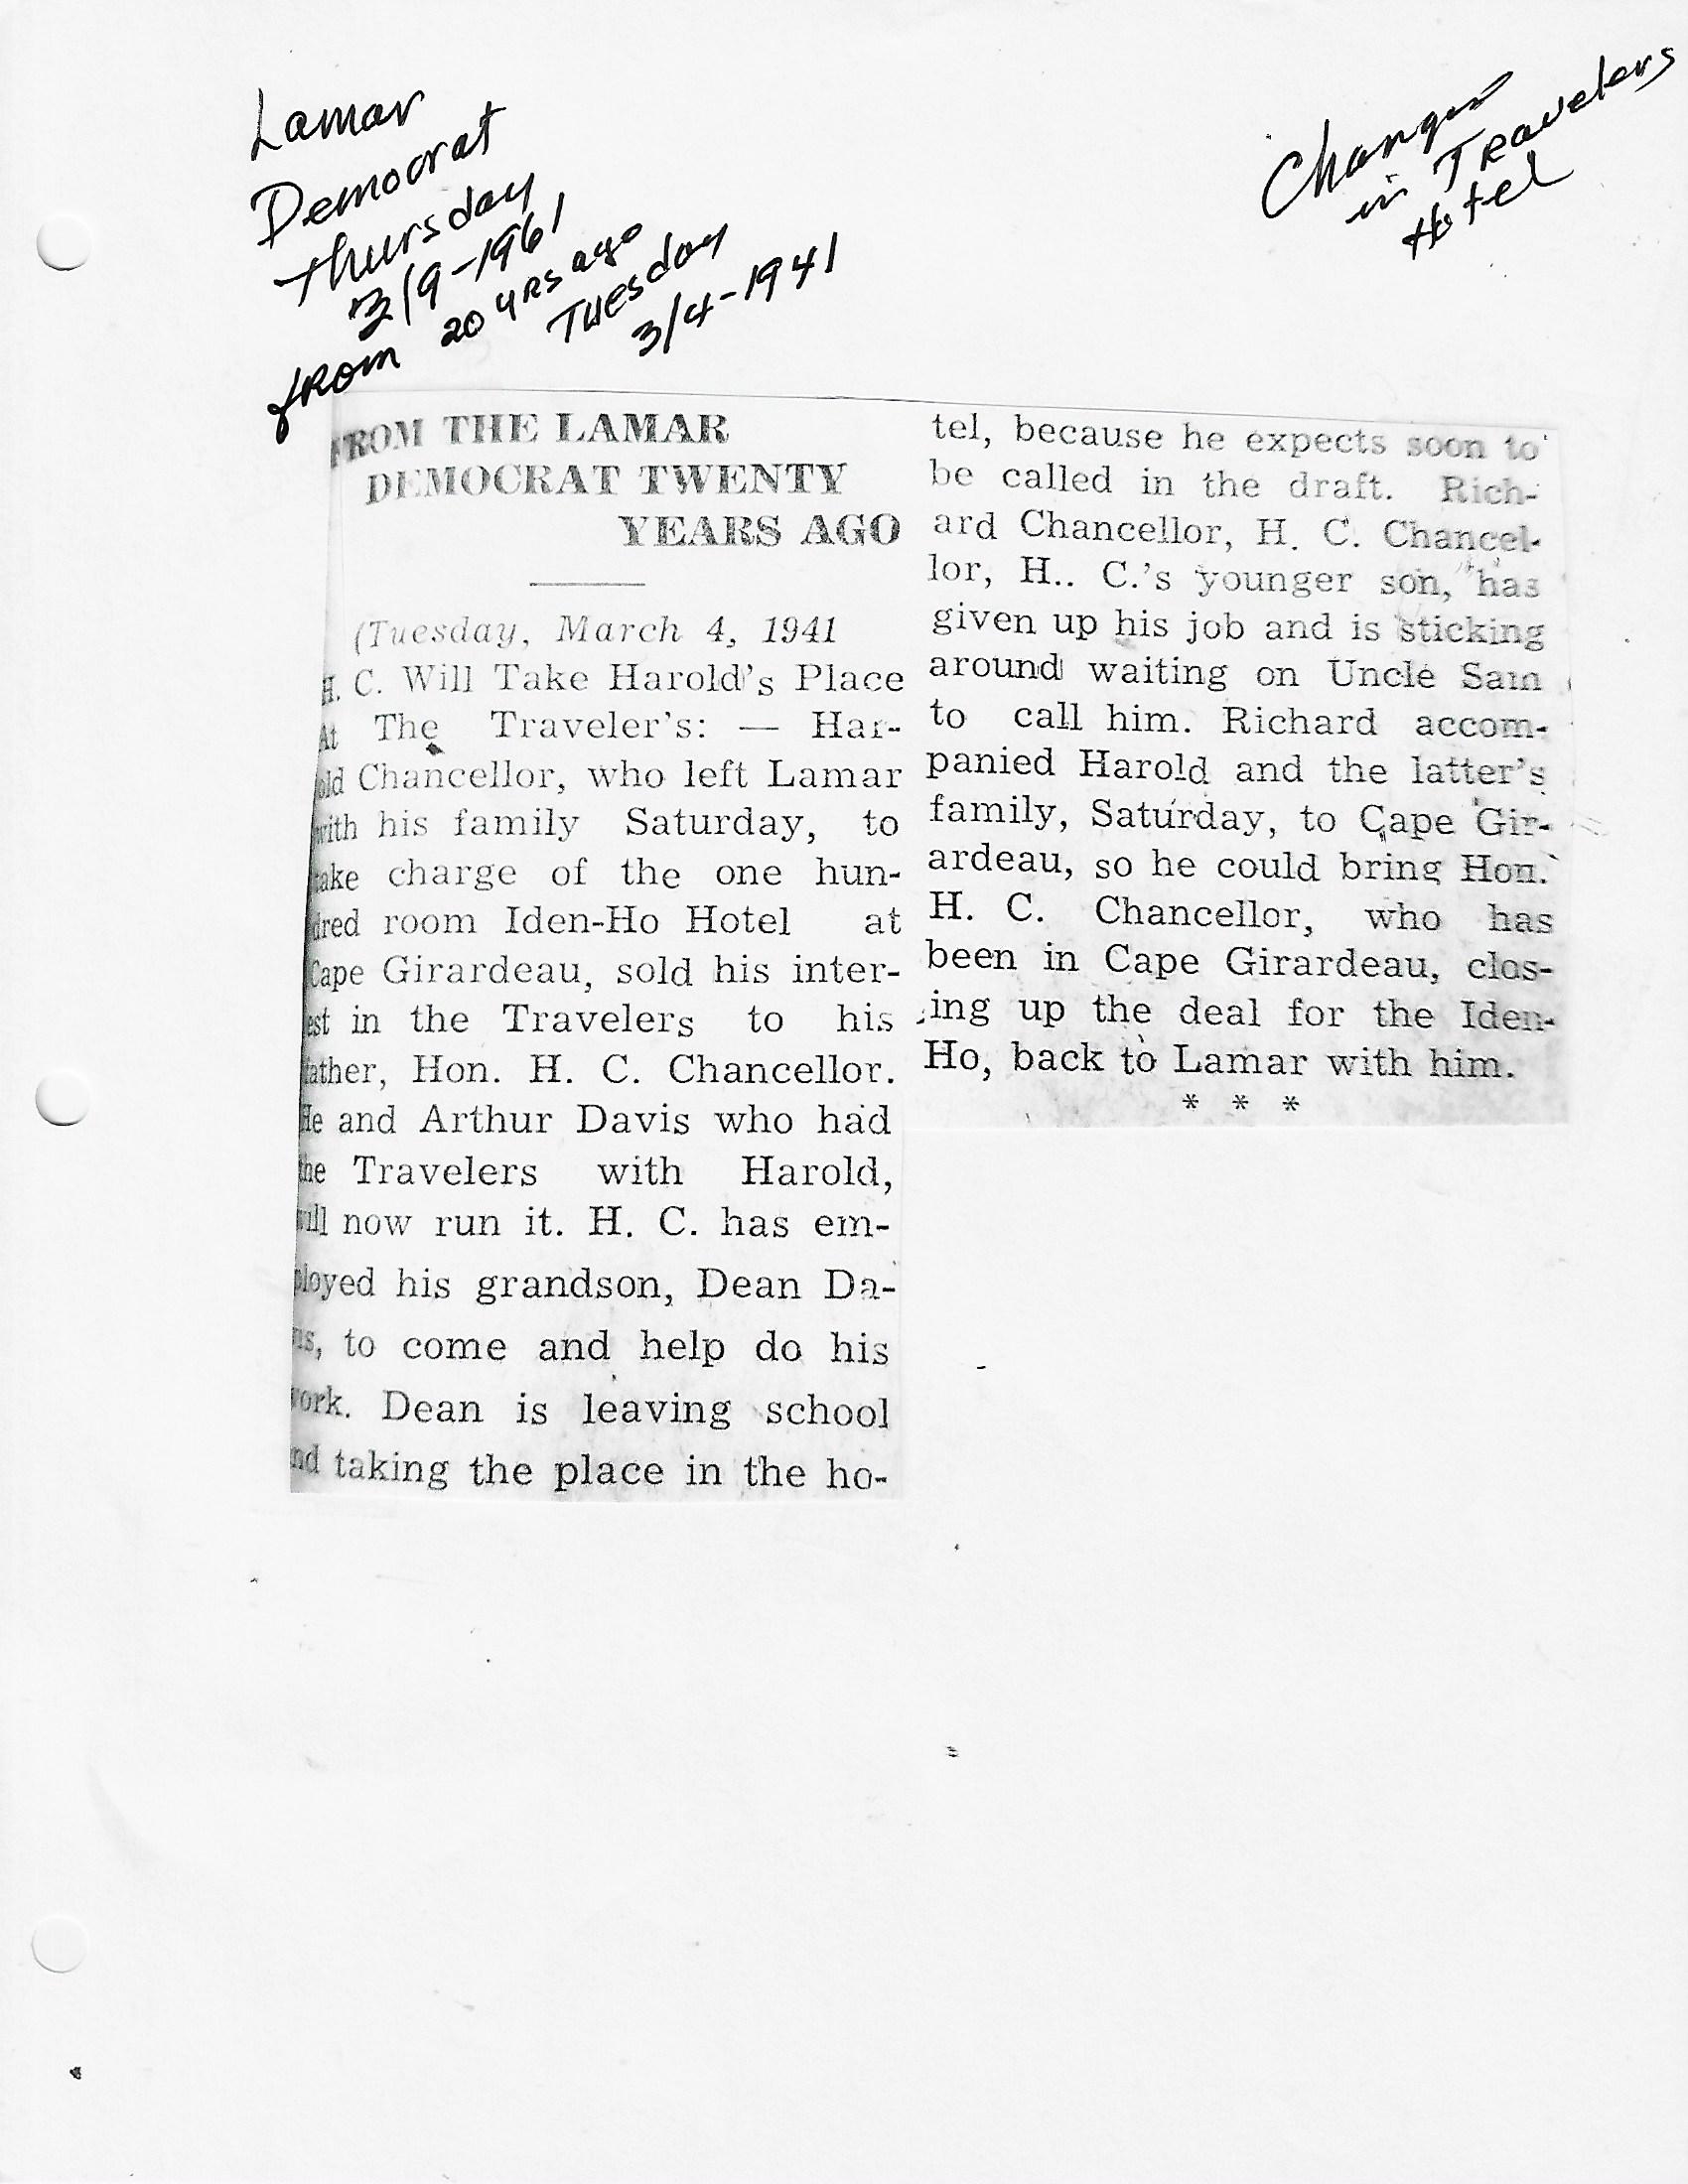 Lamar
Democrat
Thursday
3/9-1961
from 20 yrs ago
Tuesday
3/4-1941
Changes
in Travelers
Hotel
FROM THE LAMAR
DEMOCRAT TWENTY
YEARS AGO
(Tuesday, March 4, 1941
H. C. Will Take Harold's Place
At The Traveler's: — Har-
old Chancellor, who left Lamar
with his family Saturday, to
take charge of the one hun-
dred room Iden-Ho Hotel at
Cape Girardeau, sold his inter-
est in the Travelers to his
father, Hon. H. C. Chancellor.
He and Arthur Davis who had
the Travelers with Harold,
will now run it. H. C. has em-
ployed his grandson, Dean Da-
vis, to come and help do his
work. Dean is leaving school
and taking the place in the ho-
tel, because he expects soon to
be called in the draft. Rich-
ard Chancellor, H. C. Chancel-
lor, H.. C.'s younger son, has
given up his job and is sticking
around waiting on Uncle Sam
to call him. Richard accom-
panied Harold and the latter's
family, Saturday, to Cape Gir-
ardeau, so he could bring Hon.
H. C. Chancellor, who has
been in Cape Girardeau, clos-
ing up the deal for the Iden-
Ho, back to Lamar with him.
* * *